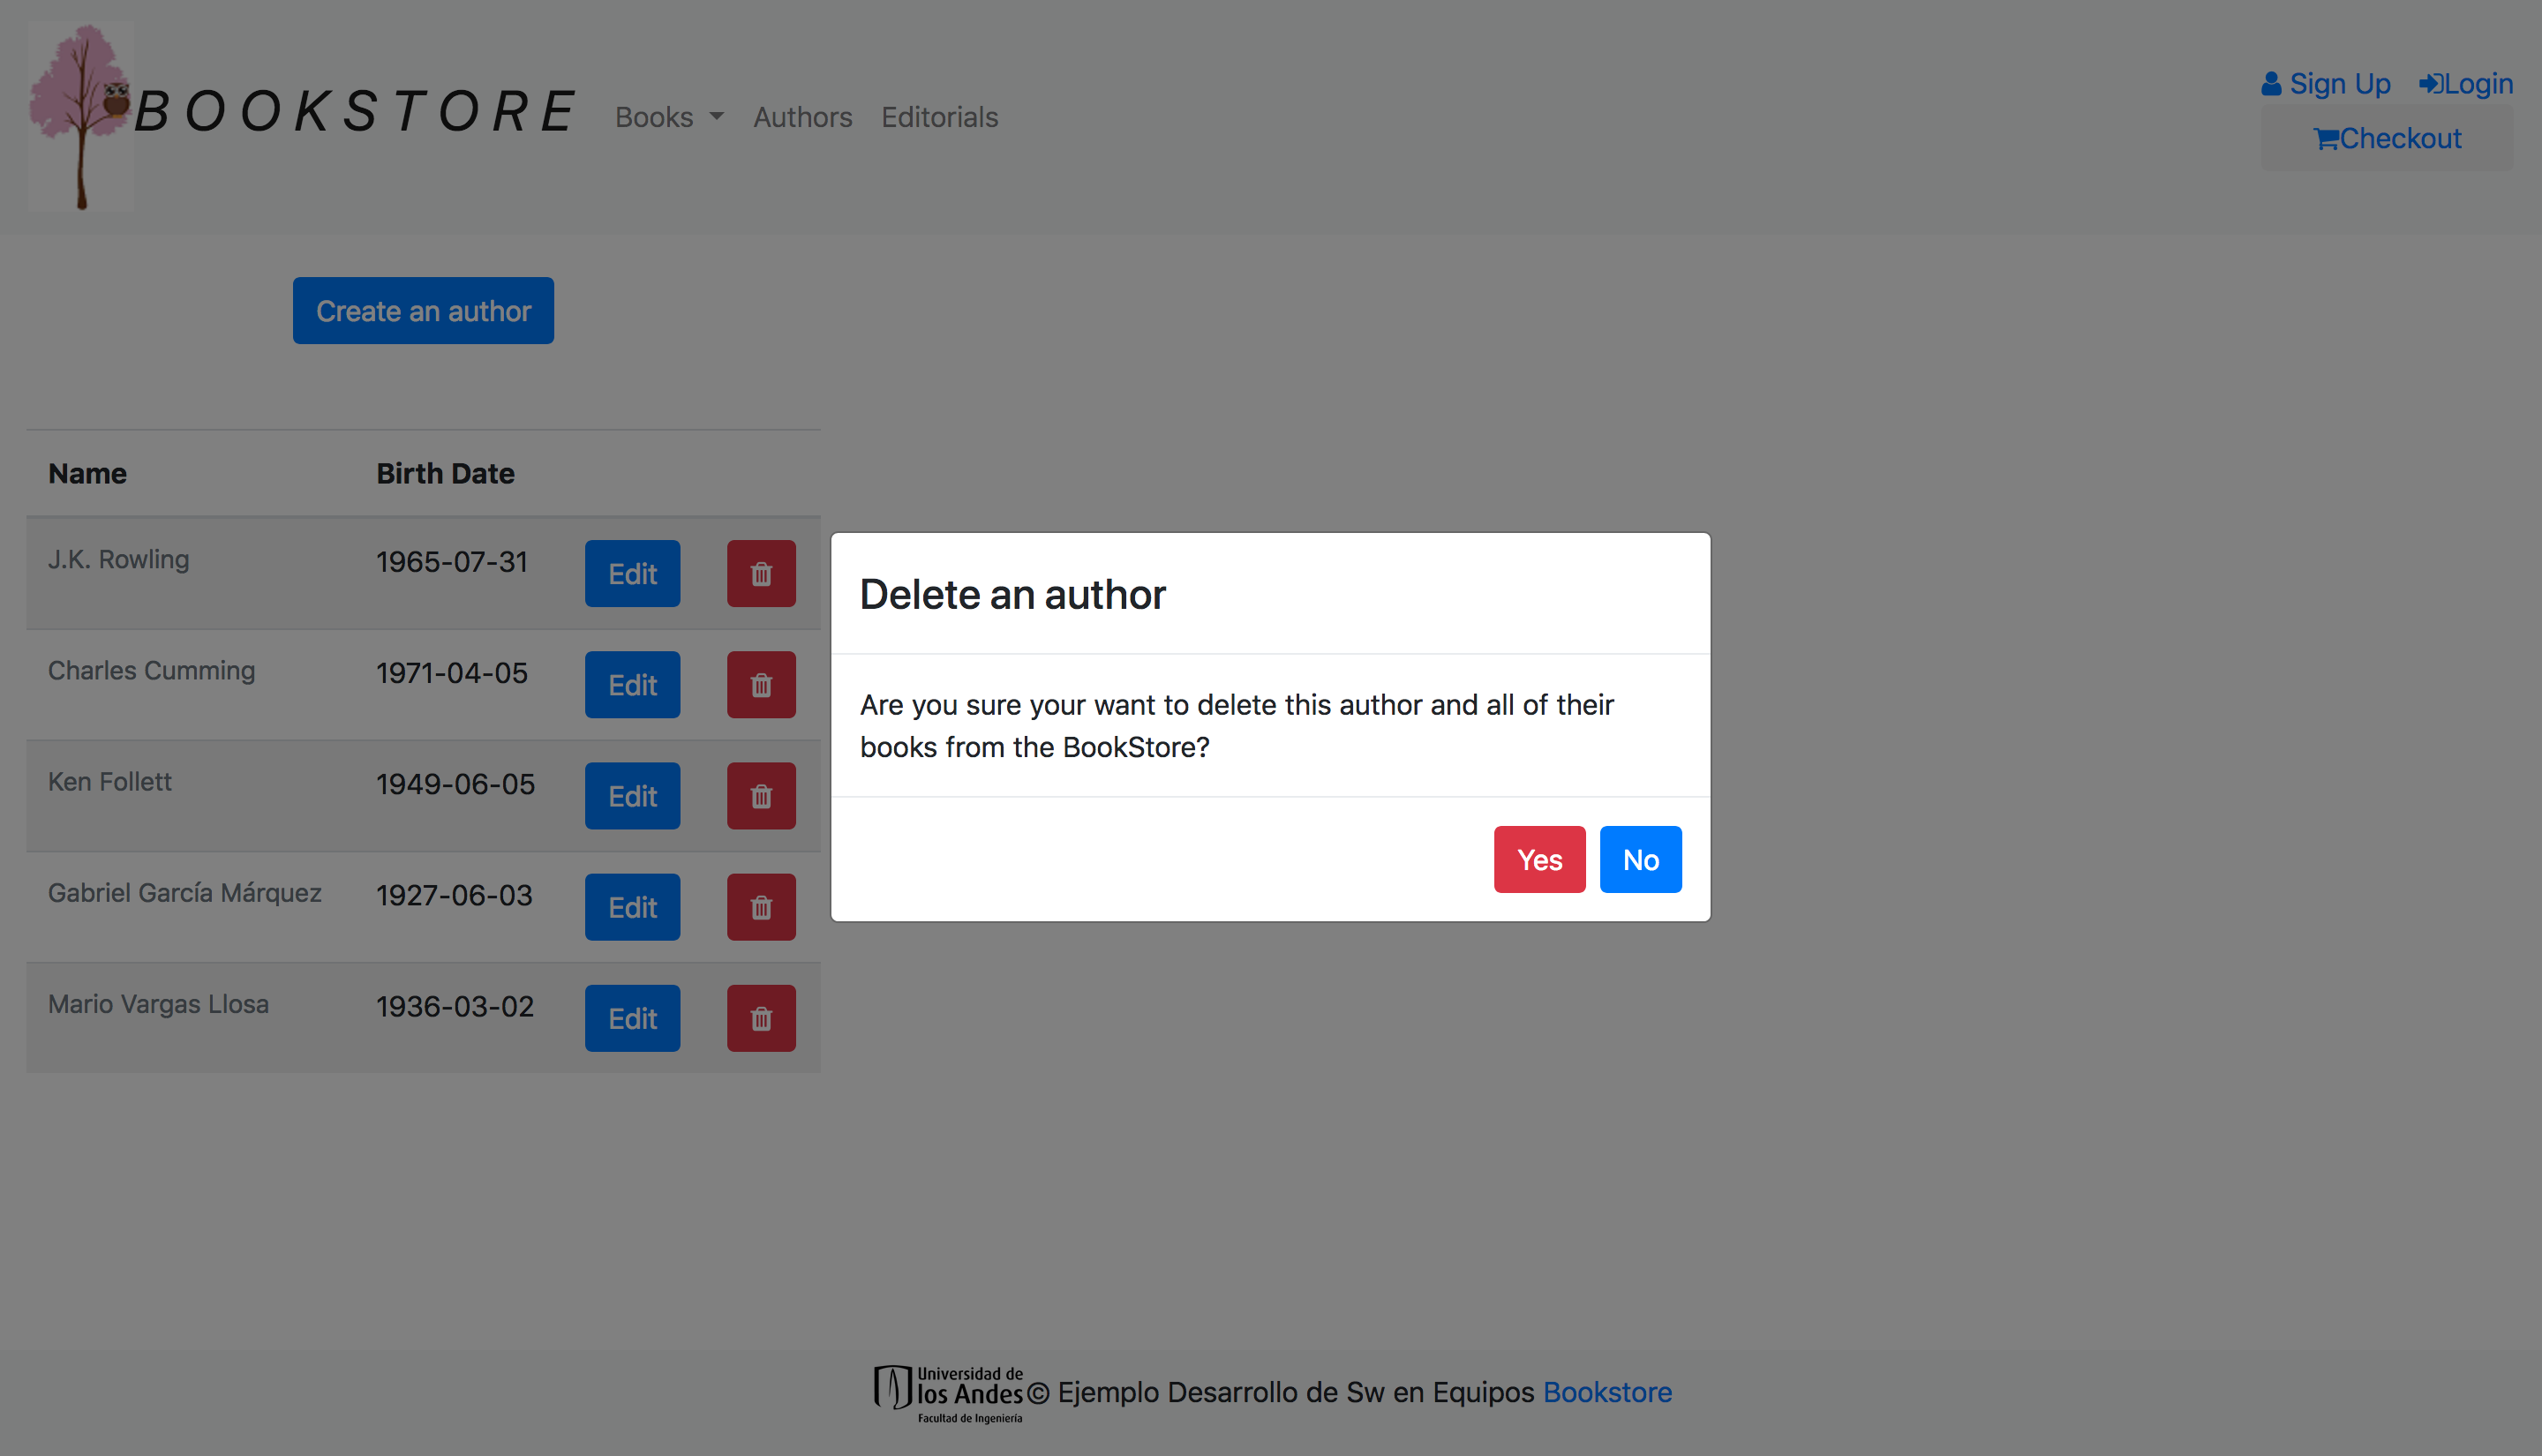 BOOKSTORE Books Authors Editorials
Sign Up Login
Checkout
Create an author
Name Birth Date
J.K. Rowling 1965-07-31 Edit
Charles Cumming 1971-04-05 Edit
Ken Follett 1949-06-05 Edit
Gabriel García Márquez 1927-06-03 Edit
Mario Vargas Llosa 1936-03-02 Edit
Delete an author
Are you sure your want to delete this author and all of their
books from the BookStore?
Yes No
Universidad de
los Andes
Facultad de Ingeniería
© Ejemplo Desarrollo de Sw en Equipos Bookstore